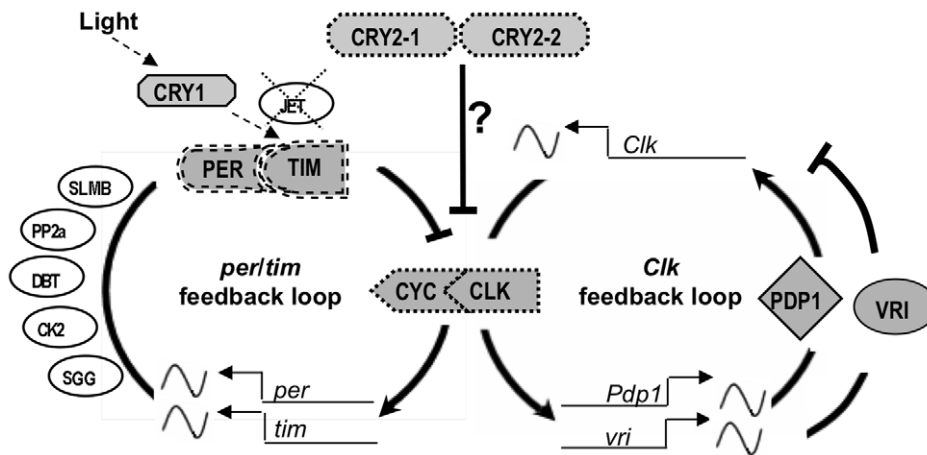 Light
CRY2-1 CRY2-2
CRY1
JET
?
Clk
PER TIM
SLMB
PP2a
DBT
CK2
SGG
per/tim
feedback loop
CYC CLK
Clk
feedback loop
PDP1
VRI
per
tim
Pdp1
vri